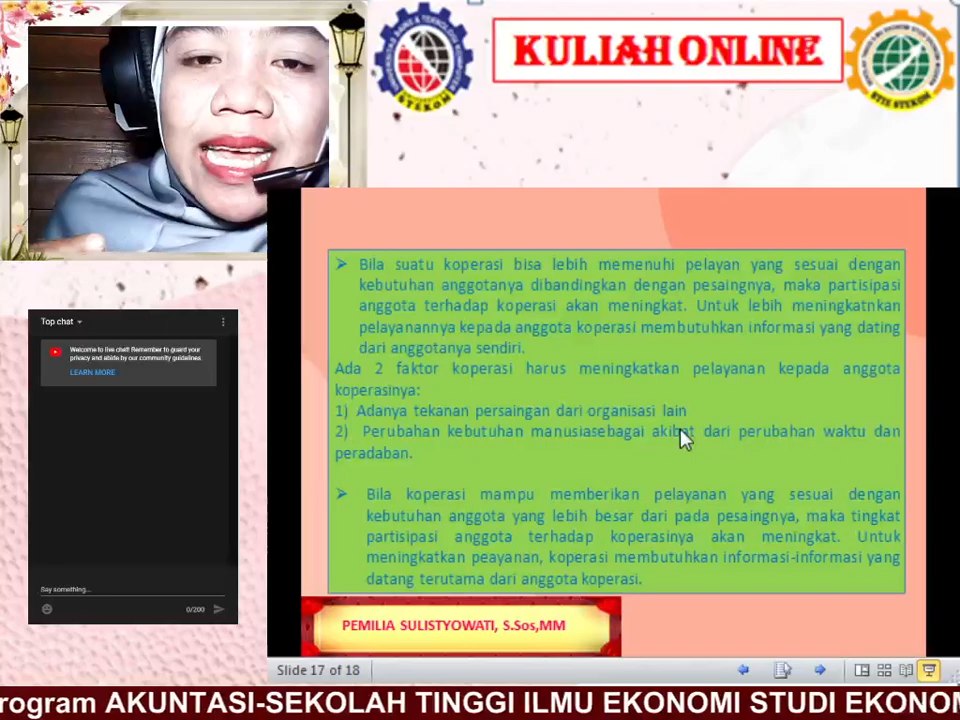 KULIAH ONLINE
STEKOM
STIE STEKOM
Bila suatu koperasi bisa lebih memenuhi pelayan yang sesuai dengan
kebutuhan anggotanya dibandingkan dengan pesaingnya, maka partisipasi
anggota terhadap koperasi akan meningkat. Untuk lebih meningkatnkan
pelayanannya kepada anggota koperasi membutuhkan informasi yang dating
dari anggotanya sendiri.
Ada 2 faktor koperasi harus meningkatkan pelayanan kepada anggota
koperasinya:
1) Adanya tekanan persaingan dari organisasi lain
2) Perubahan kebutuhan manusiasebagai akibat dari perubahan waktu dan
peradaban.
Bila koperasi mampu memberikan pelayanan yang sesuai dengan
kebutuhan anggota yang lebih besar dari pada pesaingnya, maka tingkat
partisipasi anggota terhadap koperasinya akan meningkat. Untuk
meningkatkan peayanan, koperasi membutuhkan informasi-informasi yang
datang terutama dari anggota koperasi.
Top chat
Welcome to live chat! Remember to guard your
privacy and abide by our community guidelines.
LEARN MORE
Say something...
0/200
PEMILIA SULISTYOWATI, S.Sos,MM
Slide 17 of 18
rogram AKUNTASI-SEKOLAH TINGGI ILMU EKONOMI STUDI EKONOM